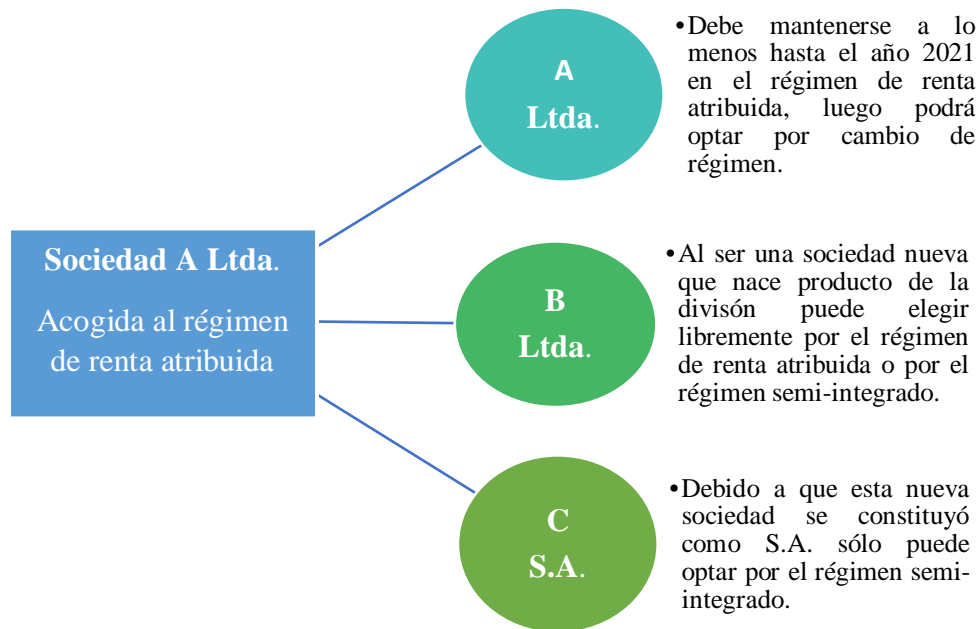 Sociedad A Ltda.
Acogida al régimen
de renta atribuida
A
Ltda.
•Debe mantenerse a lo
menos hasta el año 2021
en el régimen de renta
atribuida, luego podrá
optar por cambio de
régimen.
B
Ltda.
•Al ser una sociedad nueva
que nace producto de la
divisón puede elegir
libremente por el régimen
de renta atribuida o por el
régimen semi-integrado.
C
S.A.
•Debido a que esta nueva
sociedad se constituyó
como S.A. sólo puede
optar por el régimen semi-
integrado.